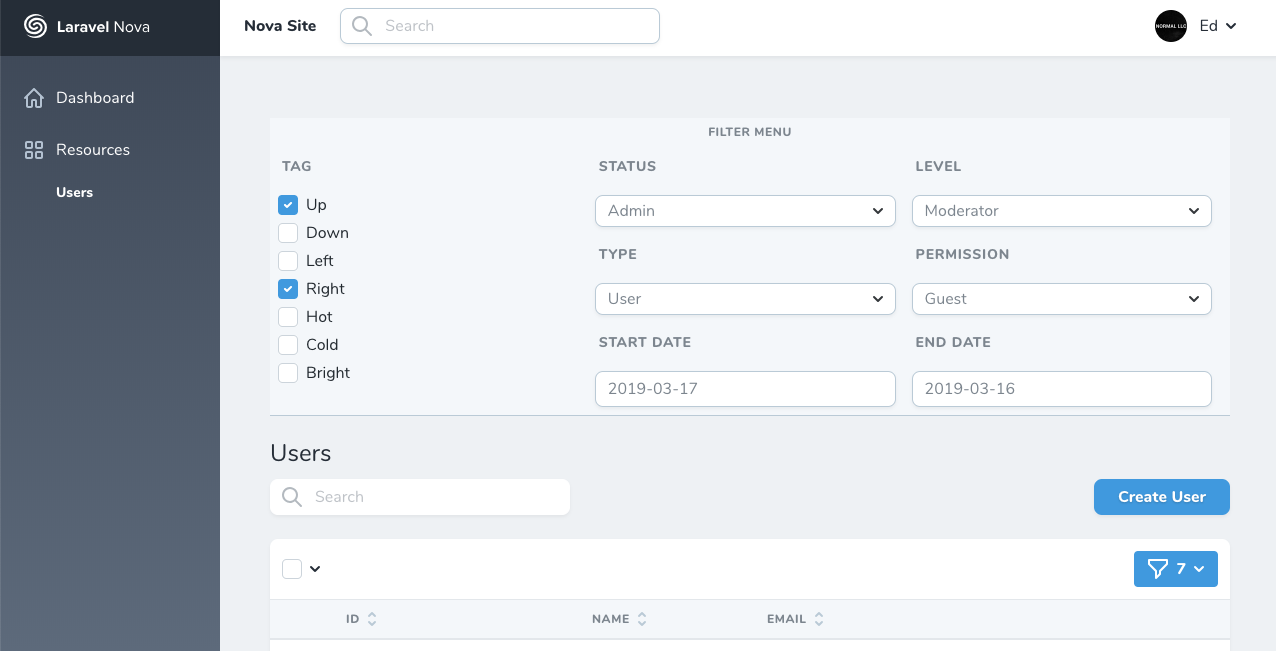 Laravel Nova
Nova Site
Search
NORMAL LLC
Ed
Dashboard
Resources
Users
FILTER MENU
TAG
Up
Down
Left
Right
Hot
Cold
Bright
STATUS
LEVEL
Admin
Moderator
TYPE
PERMISSION
User
Guest
START DATE
END DATE
2019-03-17
2019-03-16
Users
Search
Create User
7
ID
NAME
EMAIL